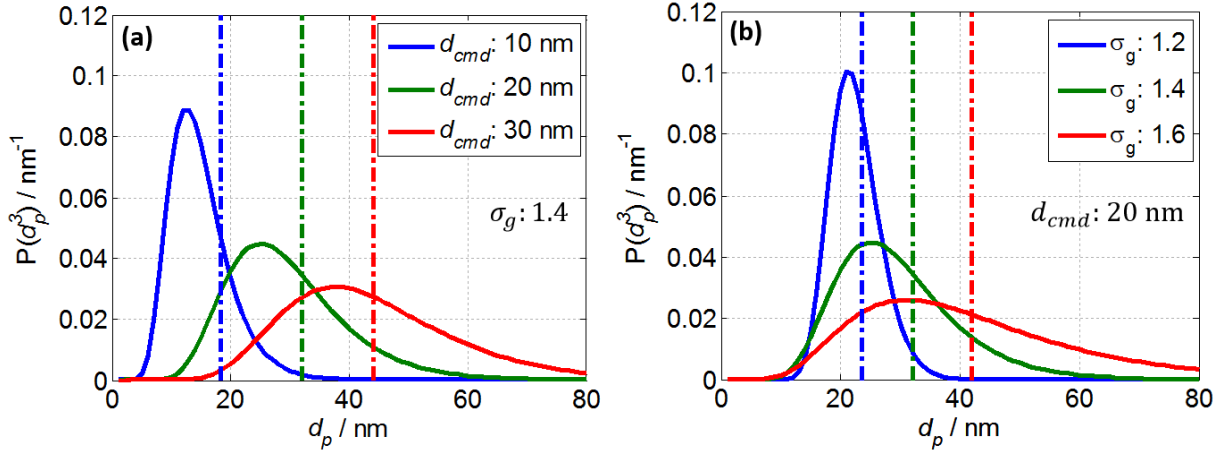 (a)
0.12
0.1
0.08
0.06
0.04
0.02
0
P(d_p^3) / nm^-1
d_cmd: 10 nm
d_cmd: 20 nm
d_cmd: 30 nm
σ_g: 1.4
0 20 40 60 80
d_p / nm
(b)
0.12
0.1
0.08
0.06
0.04
0.02
0
P(d_p^3) / nm^-1
σ_g: 1.2
σ_g: 1.4
σ_g: 1.6
d_cmd: 20 nm
0 20 40 60 80
d_p / nm